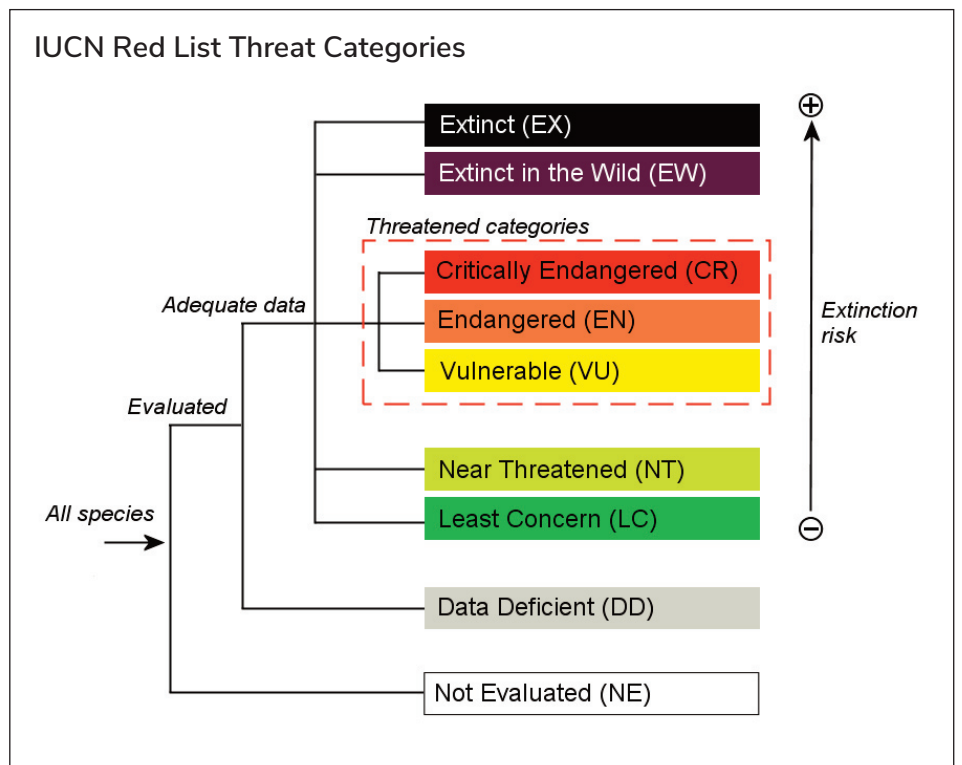 IUCN Red List Threat Categories
Extinct (EX)
Extinct in the Wild (EW)
Threatened categories
Critically Endangered (CR)
Adequate data
Endangered (EN)
Extinction
risk
Vulnerable (VU)
Evaluated
Near Threatened (NT)
All species
Least Concern (LC)
Data Deficient (DD)
Not Evaluated (NE)